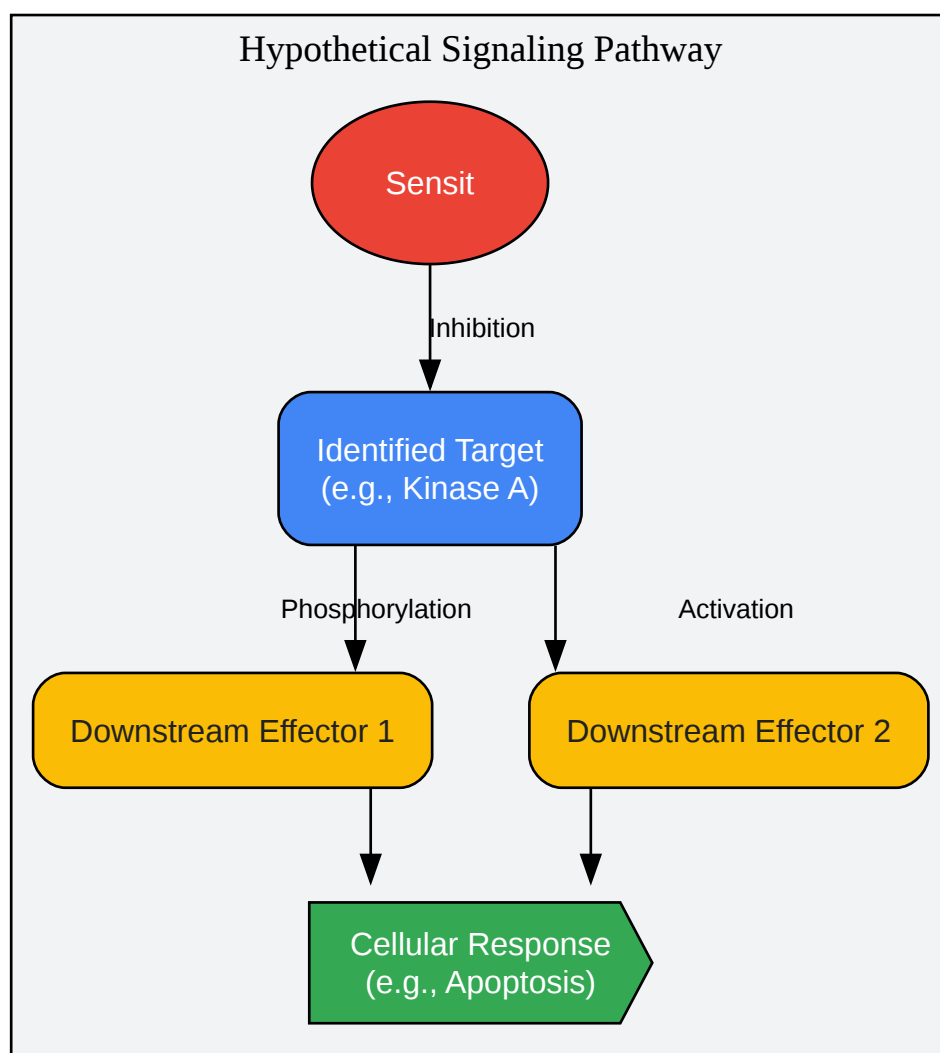 Hypothetical Signaling Pathway
Sensit
Inhibition
Identified Target
(e.g., Kinase A)
Phosphorylation
Activation
Downstream Effector 1
Downstream Effector 2
Cellular Response
(e.g., Apoptosis)